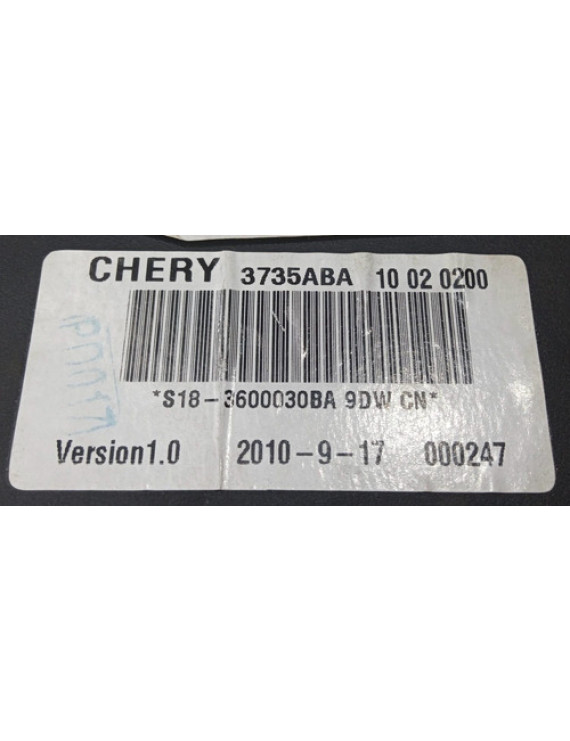 CHERY 3735ABA 10 02 0200
*S18-3600030BA 9DW CN*
Version1.0 2010-9-17 000247